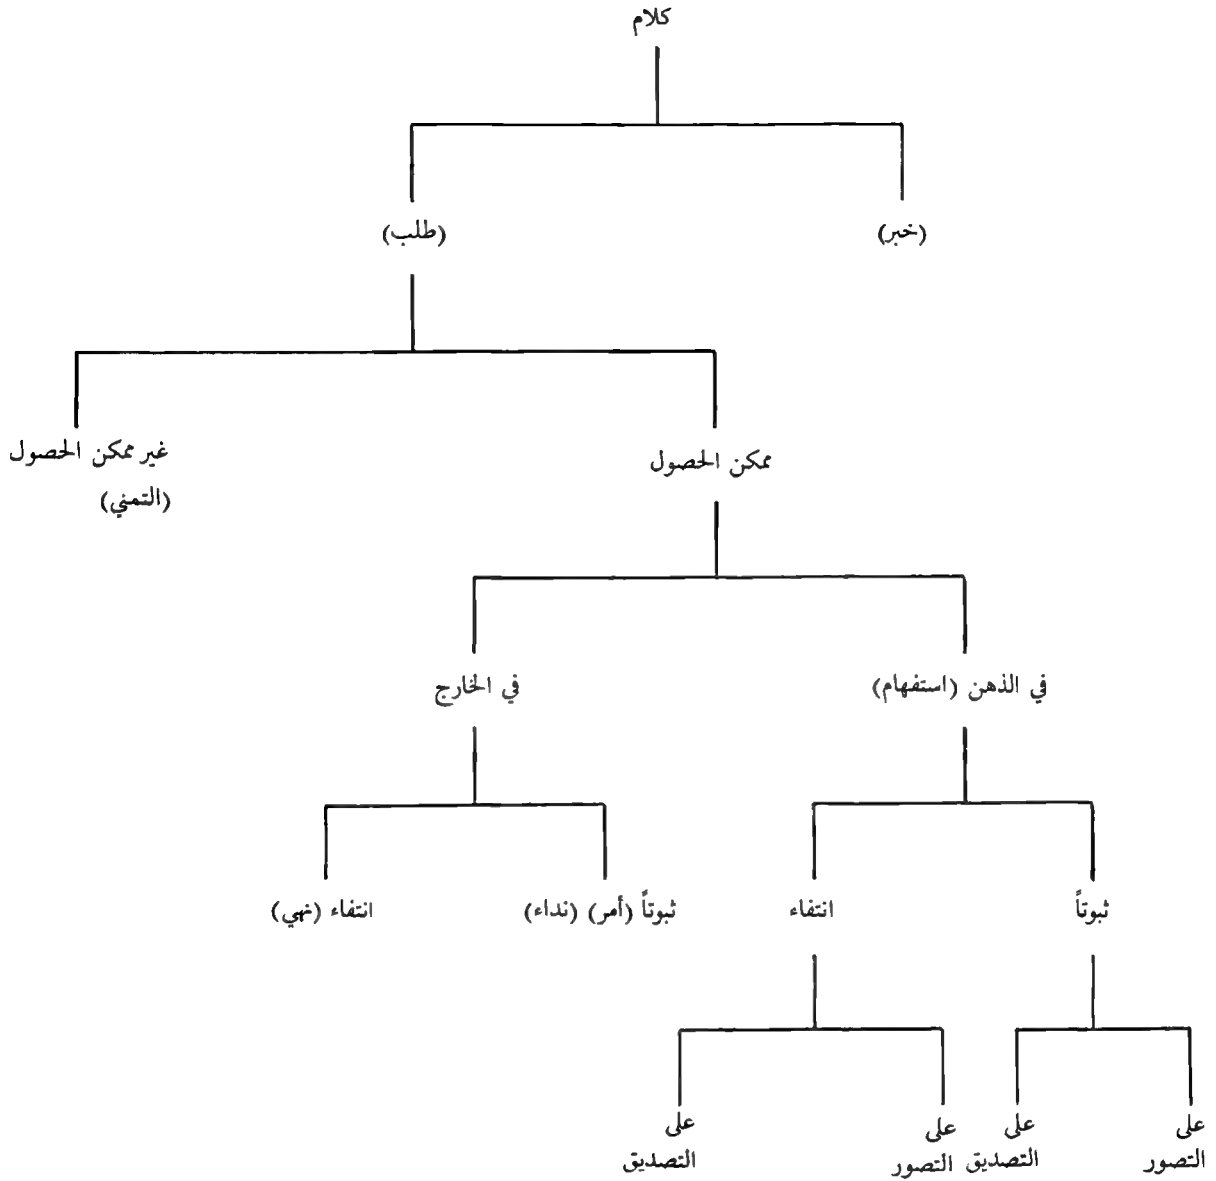 كلام
(خبر)
(طلب)
ممكن الحصول
غير ممكن الحصول
(التمني)
في الذهن (استفهام)
في الخارج
ثبوتاً
انتفاء
ثبوتاً (أمر) (نداء)
انتفاء (نهي)
على
التصور
على
التصديق
على
التصور
على
التصديق